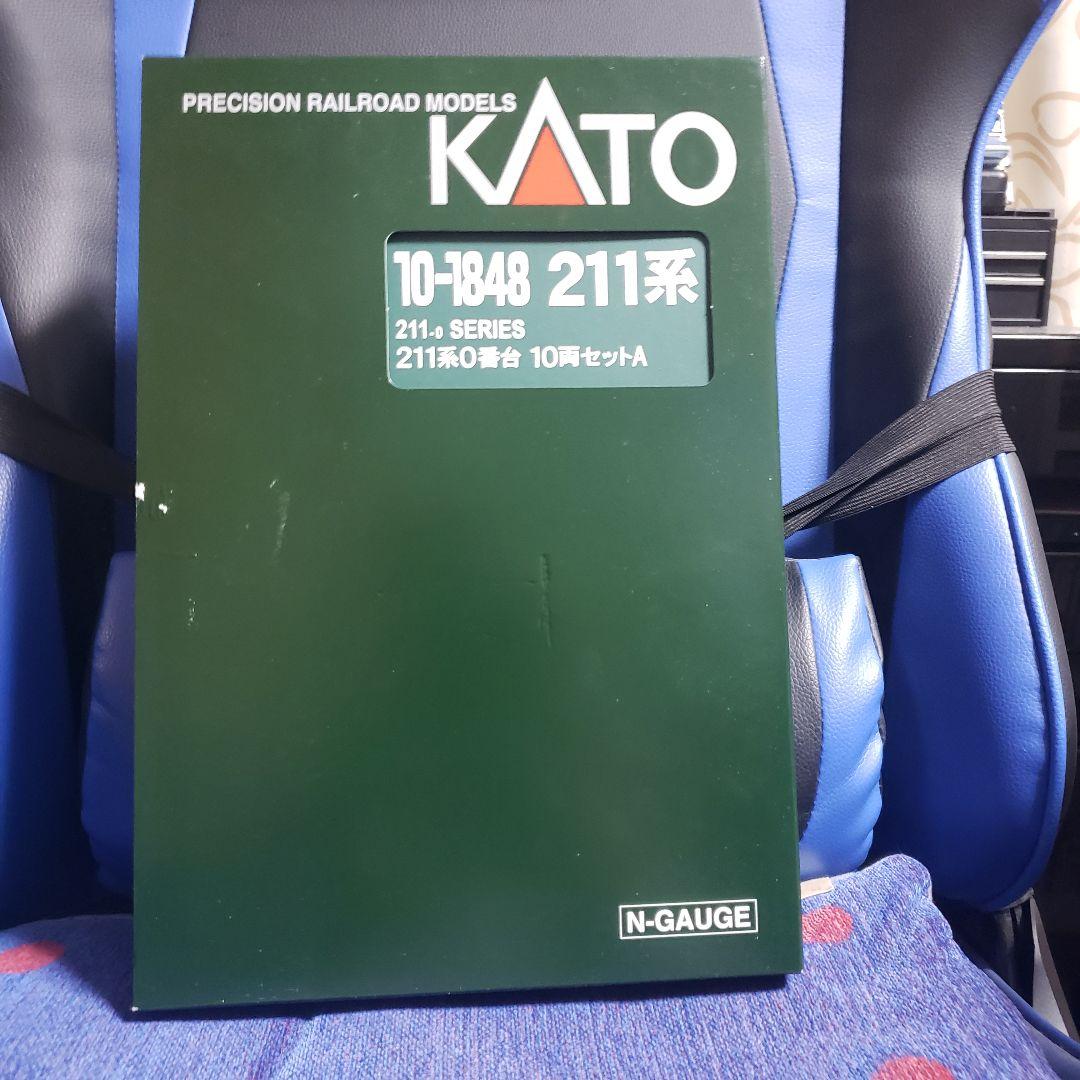 PRECISION RAILROAD MODELS
KATO
10-1848 211系
211-0 SERIES
211系0番台 10両セットA
N-GAUGE